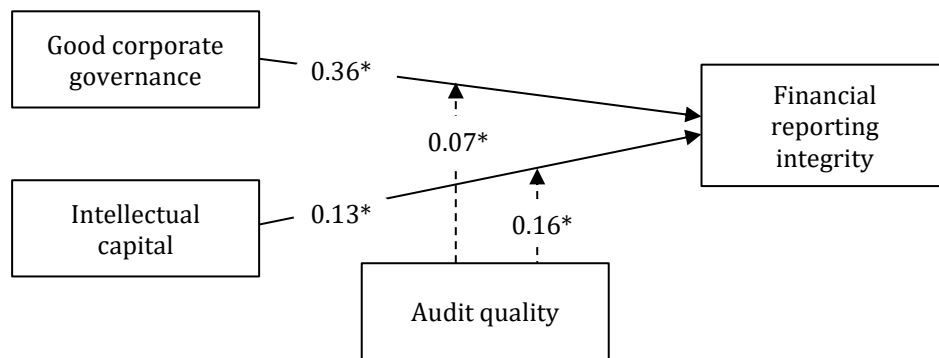 Good corporate
governance
0.36*
Financial
reporting
integrity
0.07*
Intellectual
capital
0.13*
0.16*
Audit quality